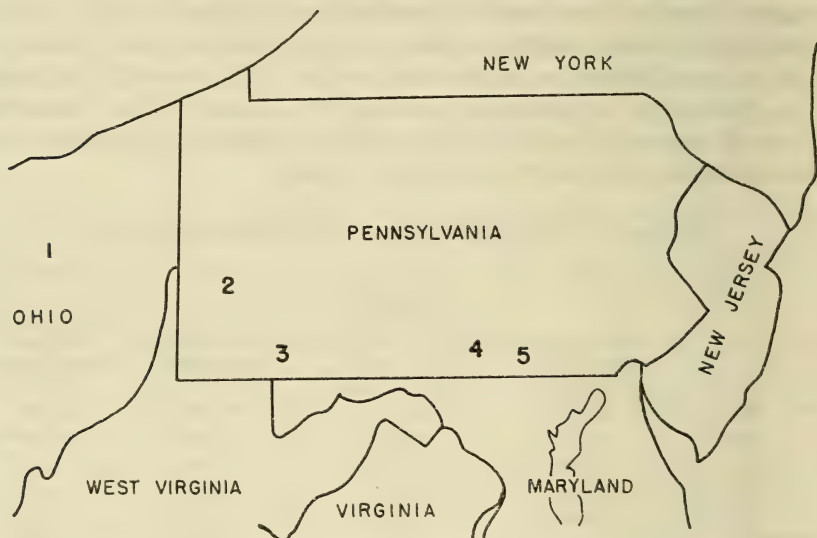 NEW YORK
PENNSYLVANIA
1
2
OHIO
NEW JERSEY
3
4
5
WEST VIRGINIA
VIRGINIA
MARYLAND